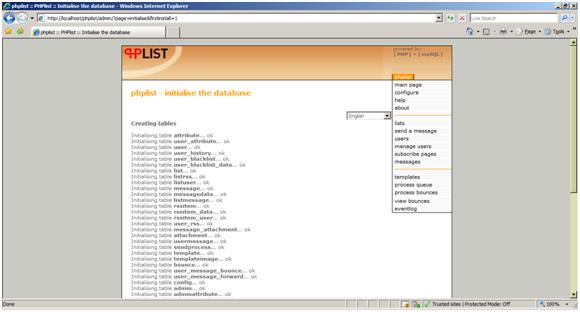 phplist :: PHPlist :: Initialise the database - Windows Internet Explorer
http://localhost/phplist/admin/?page=initialise&firstinstall=1
Live Search
phplist :: PHPlist :: Initialise the database
Page
Tools
PHPLIST
powered by
[PHP] + [mySQL]
phplist
main page
configure
help
about
lists
send a message
users
manage users
subscribe pages
messages
templates
process queue
process bounces
view bounces
eventlog
phplist - initialise the database
English
Creating tables
Initialising table attribute... ok
Initialising table user_attribute... ok
Initialising table user... ok
Initialising table user_history... ok
Initialising table user_blacklist... ok
Initialising table user_blacklist_data... ok
Initialising table list... ok
Initialising table listrss... ok
Initialising table listuser... ok
Initialising table message... ok
Initialising table messagedata... ok
Initialising table listmessage... ok
Initialising table rssitem... ok
Initialising table rssitem_data... ok
Initialising table rssitem_user... ok
Initialising table user_rss... ok
Initialising table message_attachment... ok
Initialising table attachment... ok
Initialising table usermessage... ok
Initialising table sendprocess... ok
Initialising table template... ok
Initialising table templateimage... ok
Initialising table bounce... ok
Initialising table user_message_bounce... ok
Initialising table user_message_forward... ok
Initialising table config... ok
Initialising table admin... ok
Initialising table adminattribute... ok
Done
Trusted sites | Protected Mode: Off
100%